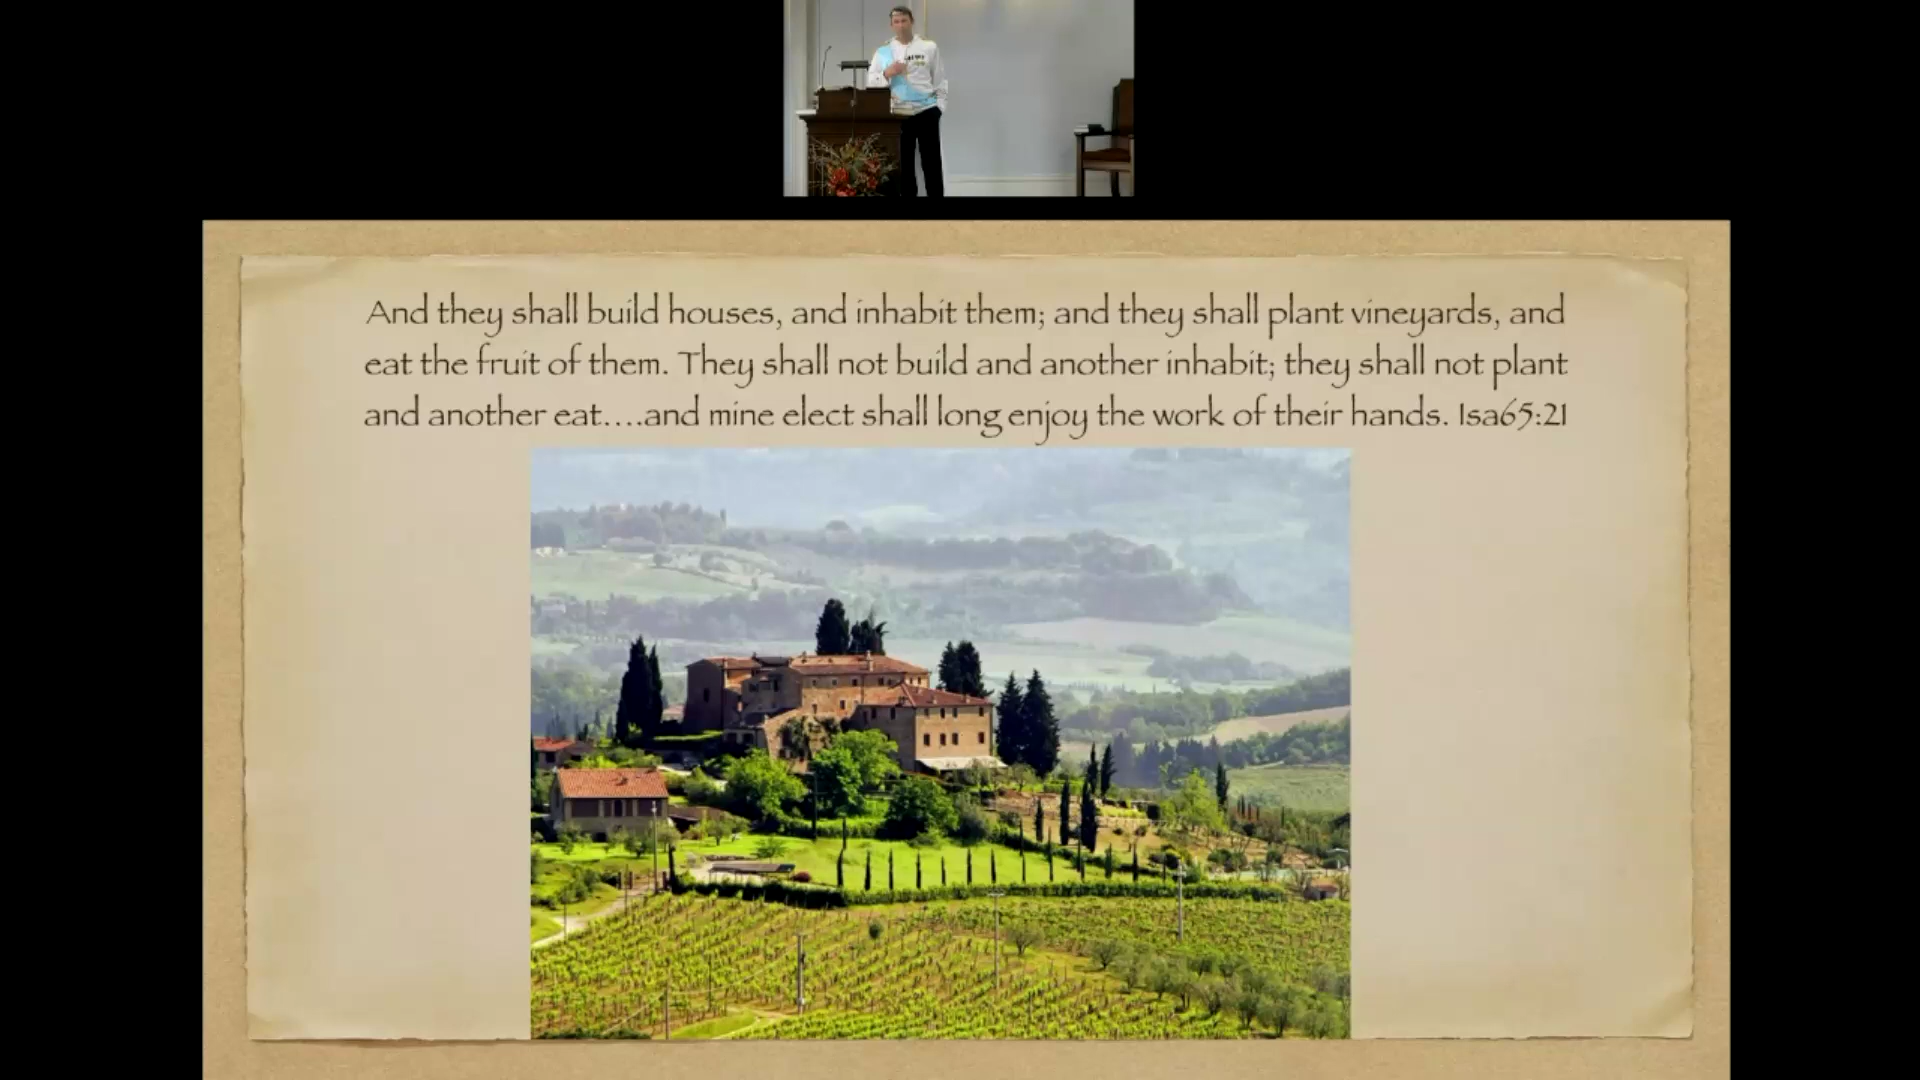 And they shall build houses, and inhabit them; and they shall plant vineyards, and
eat the fruit of them. They shall not build and another inhabit; they shall not plant
and another eat....and mine elect shall long enjoy the work of their hands. Isa65:21